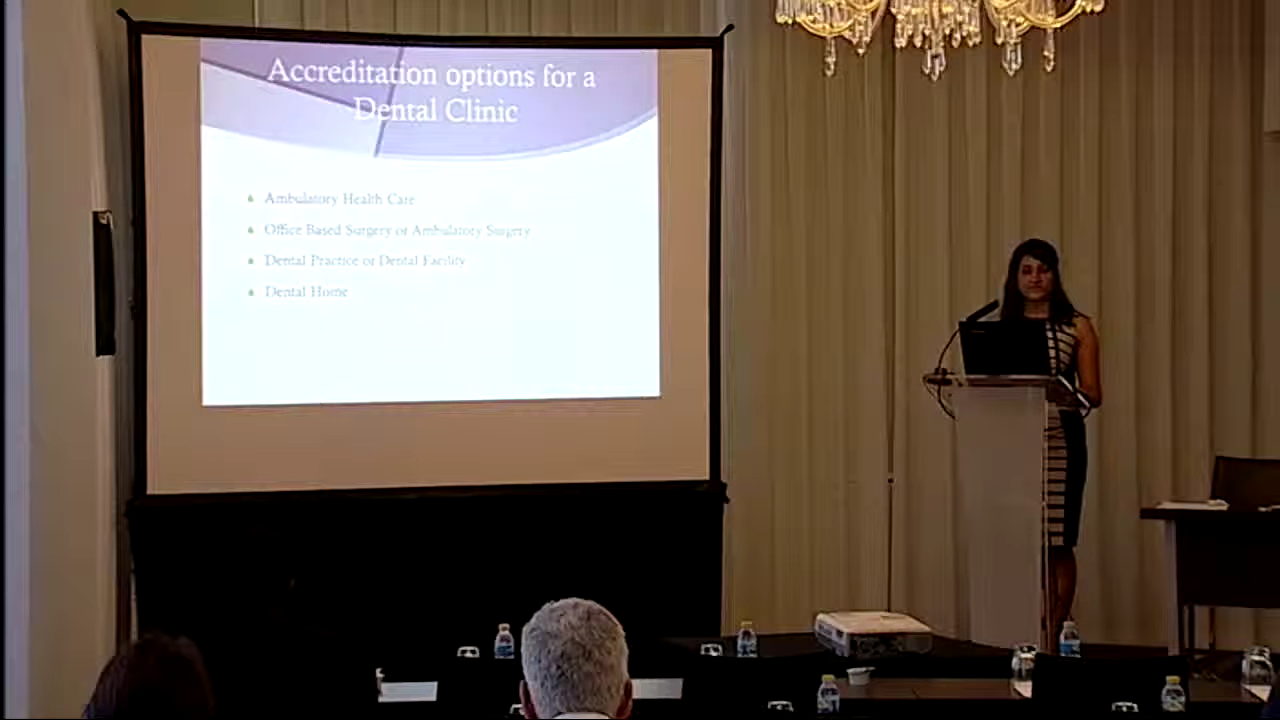 Accreditation options for a
Dental Clinic
Ambulatory Health Care
Office Based Surgery or Ambulatory Surgery
Dental Practice or Dental Facility
Dental Home